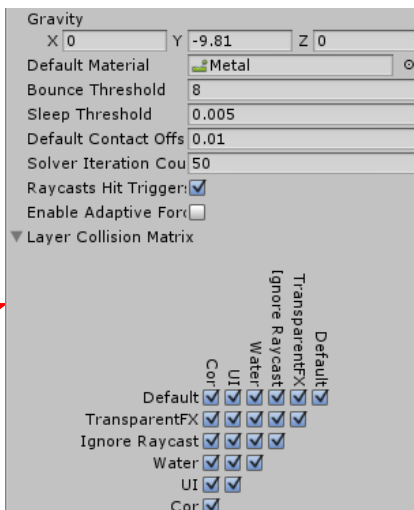 Gravity
X 0 Y -9.81 Z 0
Default Material Metal
Bounce Threshold 8
Sleep Threshold 0.005
Default Contact Offs 0.01
Solver Iteration Cou 50
Raycasts Hit Triggers
Enable Adaptive For
Layer Collision Matrix
Cor UI Water Ignore Raycast TransparentFX Default
Default
TransparentFX
Ignore Raycast
Water
UI
Cor